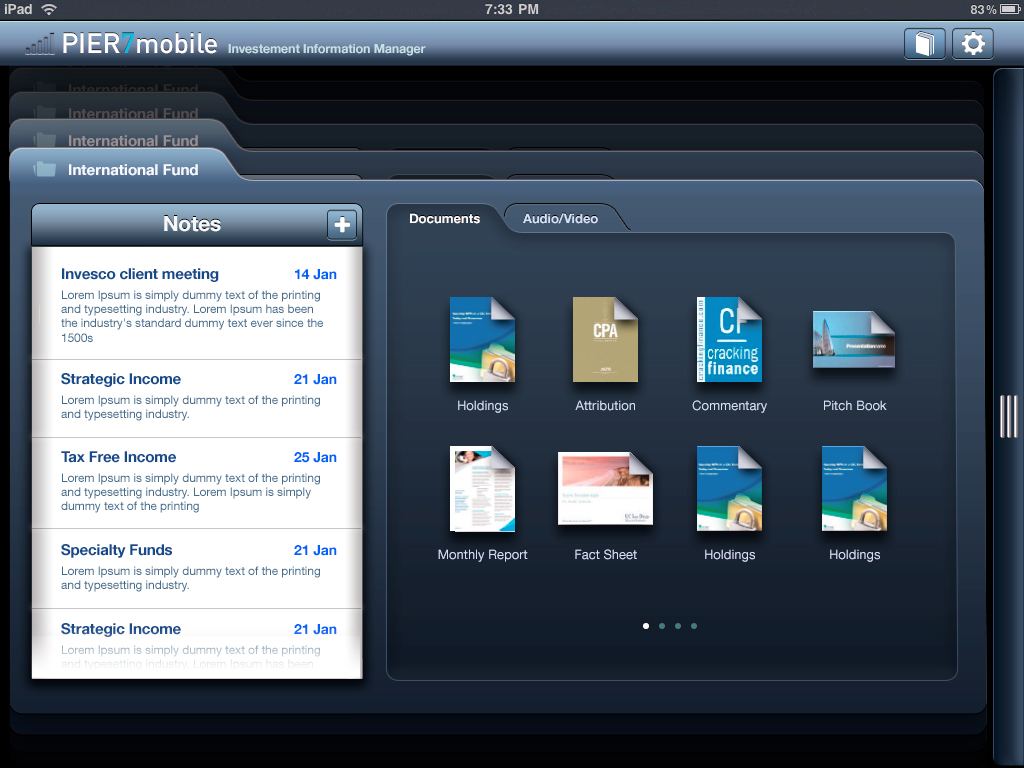 iPad
7:33 PM
83%
PIER7mobile Investement Information Manager
International Fund
International Fund
International Fund
International Fund
Notes
Invesco client meeting 14 Jan
Lorem Ipsum is simply dummy text of the printing
and typesetting industry. Lorem Ipsum has been
the industry's standard dummy text ever since the
1500s
Strategic Income 21 Jan
Lorem Ipsum is simply dummy text of the printing
and typesetting industry.
Tax Free Income 25 Jan
Lorem Ipsum is simply dummy text of the printing
and typesetting industry. Lorem Ipsum is simply
dummy text of the printing
Specialty Funds 21 Jan
Lorem Ipsum is simply dummy text of the printing
and typesetting industry.
Strategic Income 21 Jan
Lorem Ipsum is simply dummy text of the printing
and typesetting industry. Lorem Ipsum has been
Documents
Audio/Video
Holdings
CPA
Attribution
crackingfinance.com
CF
cracking
finance
Commentary
Presentation
Pitch Book
Monthly Report
Fact Sheet
Holdings
Holdings